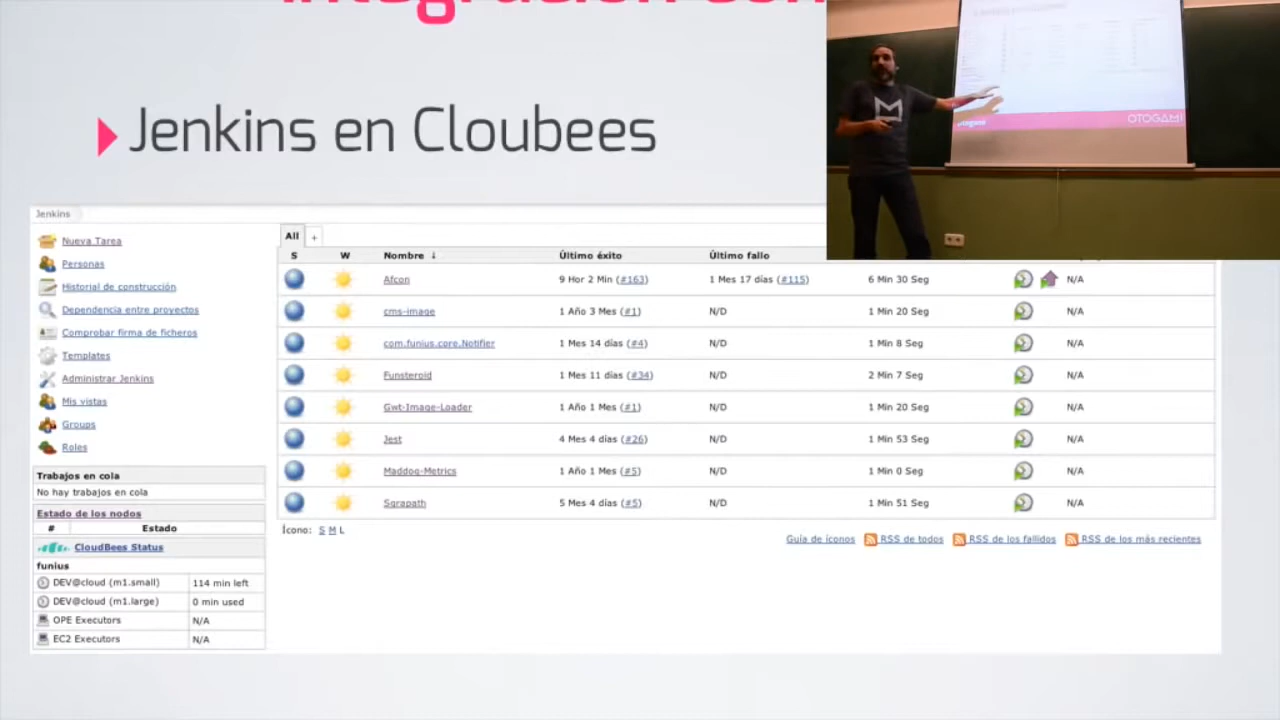 Integración con
Jenkins en Cloubees
Jenkins
Nueva Tarea
Personas
Historial de construcción
Dependencia entre proyectos
Comprobar firma de ficheros
Templates
Administrar Jenkins
Mis vistas
Groups
Roles
Trabajos en cola
No hay trabajos en cola
Estado de los nodos
# Estado
CloudBees Status
funius
DEV@cloud (m1.small) 114 min left
DEV@cloud (m1.large) 0 min used
OPE Executors N/A
EC2 Executors N/A
All +
S W Nombre ↓ Último éxito Último fallo
Afcon 9 Hor 2 Min (#163) 1 Mes 17 días (#115) 6 Min 30 Seg N/A
cms-image 1 Año 3 Mes (#1) N/D 1 Min 20 Seg N/A
com.funius.core.Notifier 1 Mes 14 días (#4) N/D 1 Min 8 Seg N/A
Funsteroid 1 Mes 11 días (#34) N/D 2 Min 7 Seg N/A
Gwt-Image-Loader 1 Año 1 Mes (#1) N/D 1 Min 20 Seg N/A
Jest 4 Mes 4 días (#26) N/D 1 Min 53 Seg N/A
Maddoq-Metrics 1 Año 1 Mes (#5) N/D 1 Min 0 Seg N/A
Sqrapath 5 Mes 4 días (#5) N/D 1 Min 51 Seg N/A
Ícono: S M L
Guía de íconos RSS de todos RSS de los fallidos RSS de los más recientes
M
otogami OTOGAMI